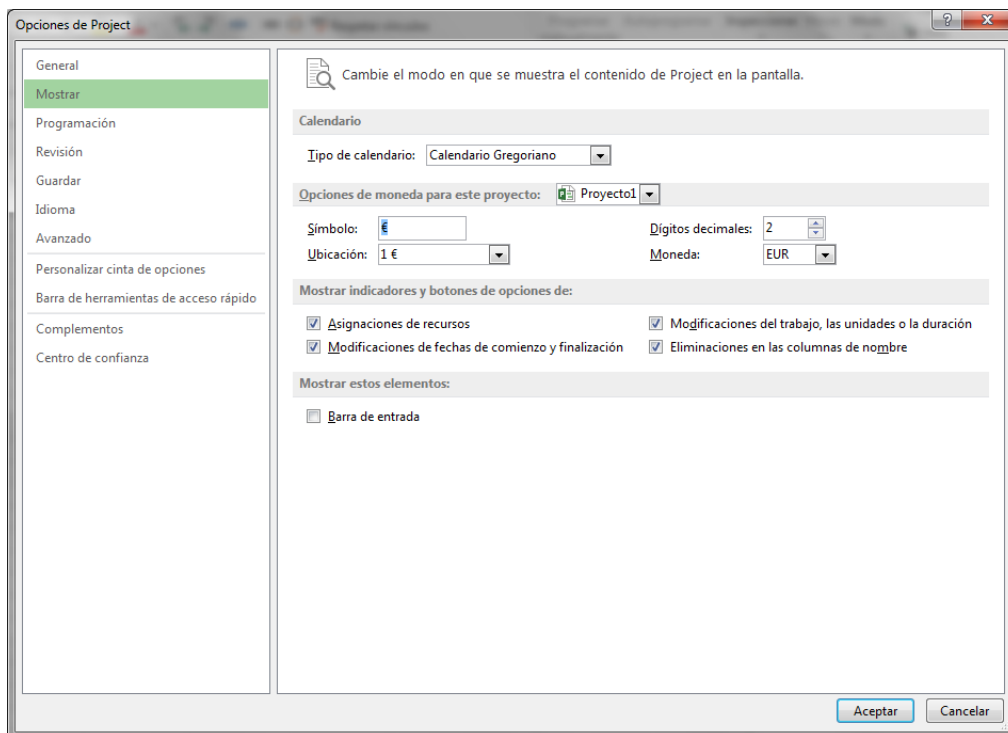 Opciones de Project
?
X
General
Mostrar
Programación
Revisión
Guardar
Idioma
Avanzado
Personalizar cinta de opciones
Barra de herramientas de acceso rápido
Complementos
Centro de confianza
Cambie el modo en que se muestra el contenido de Project en la pantalla.
Calendario
Tipo de calendario: Calendario Gregoriano
Opciones de moneda para este proyecto: Proyecto1
Símbolo: € Dígitos decimales: 2
Ubicación: 1 € Moneda: EUR
Mostrar indicadores y botones de opciones de:
Asignaciones de recursos Modificaciones del trabajo, las unidades o la duración
Modificaciones de fechas de comienzo y finalización Eliminaciones en las columnas de nombre
Mostrar estos elementos:
Barra de entrada
Aceptar Cancelar